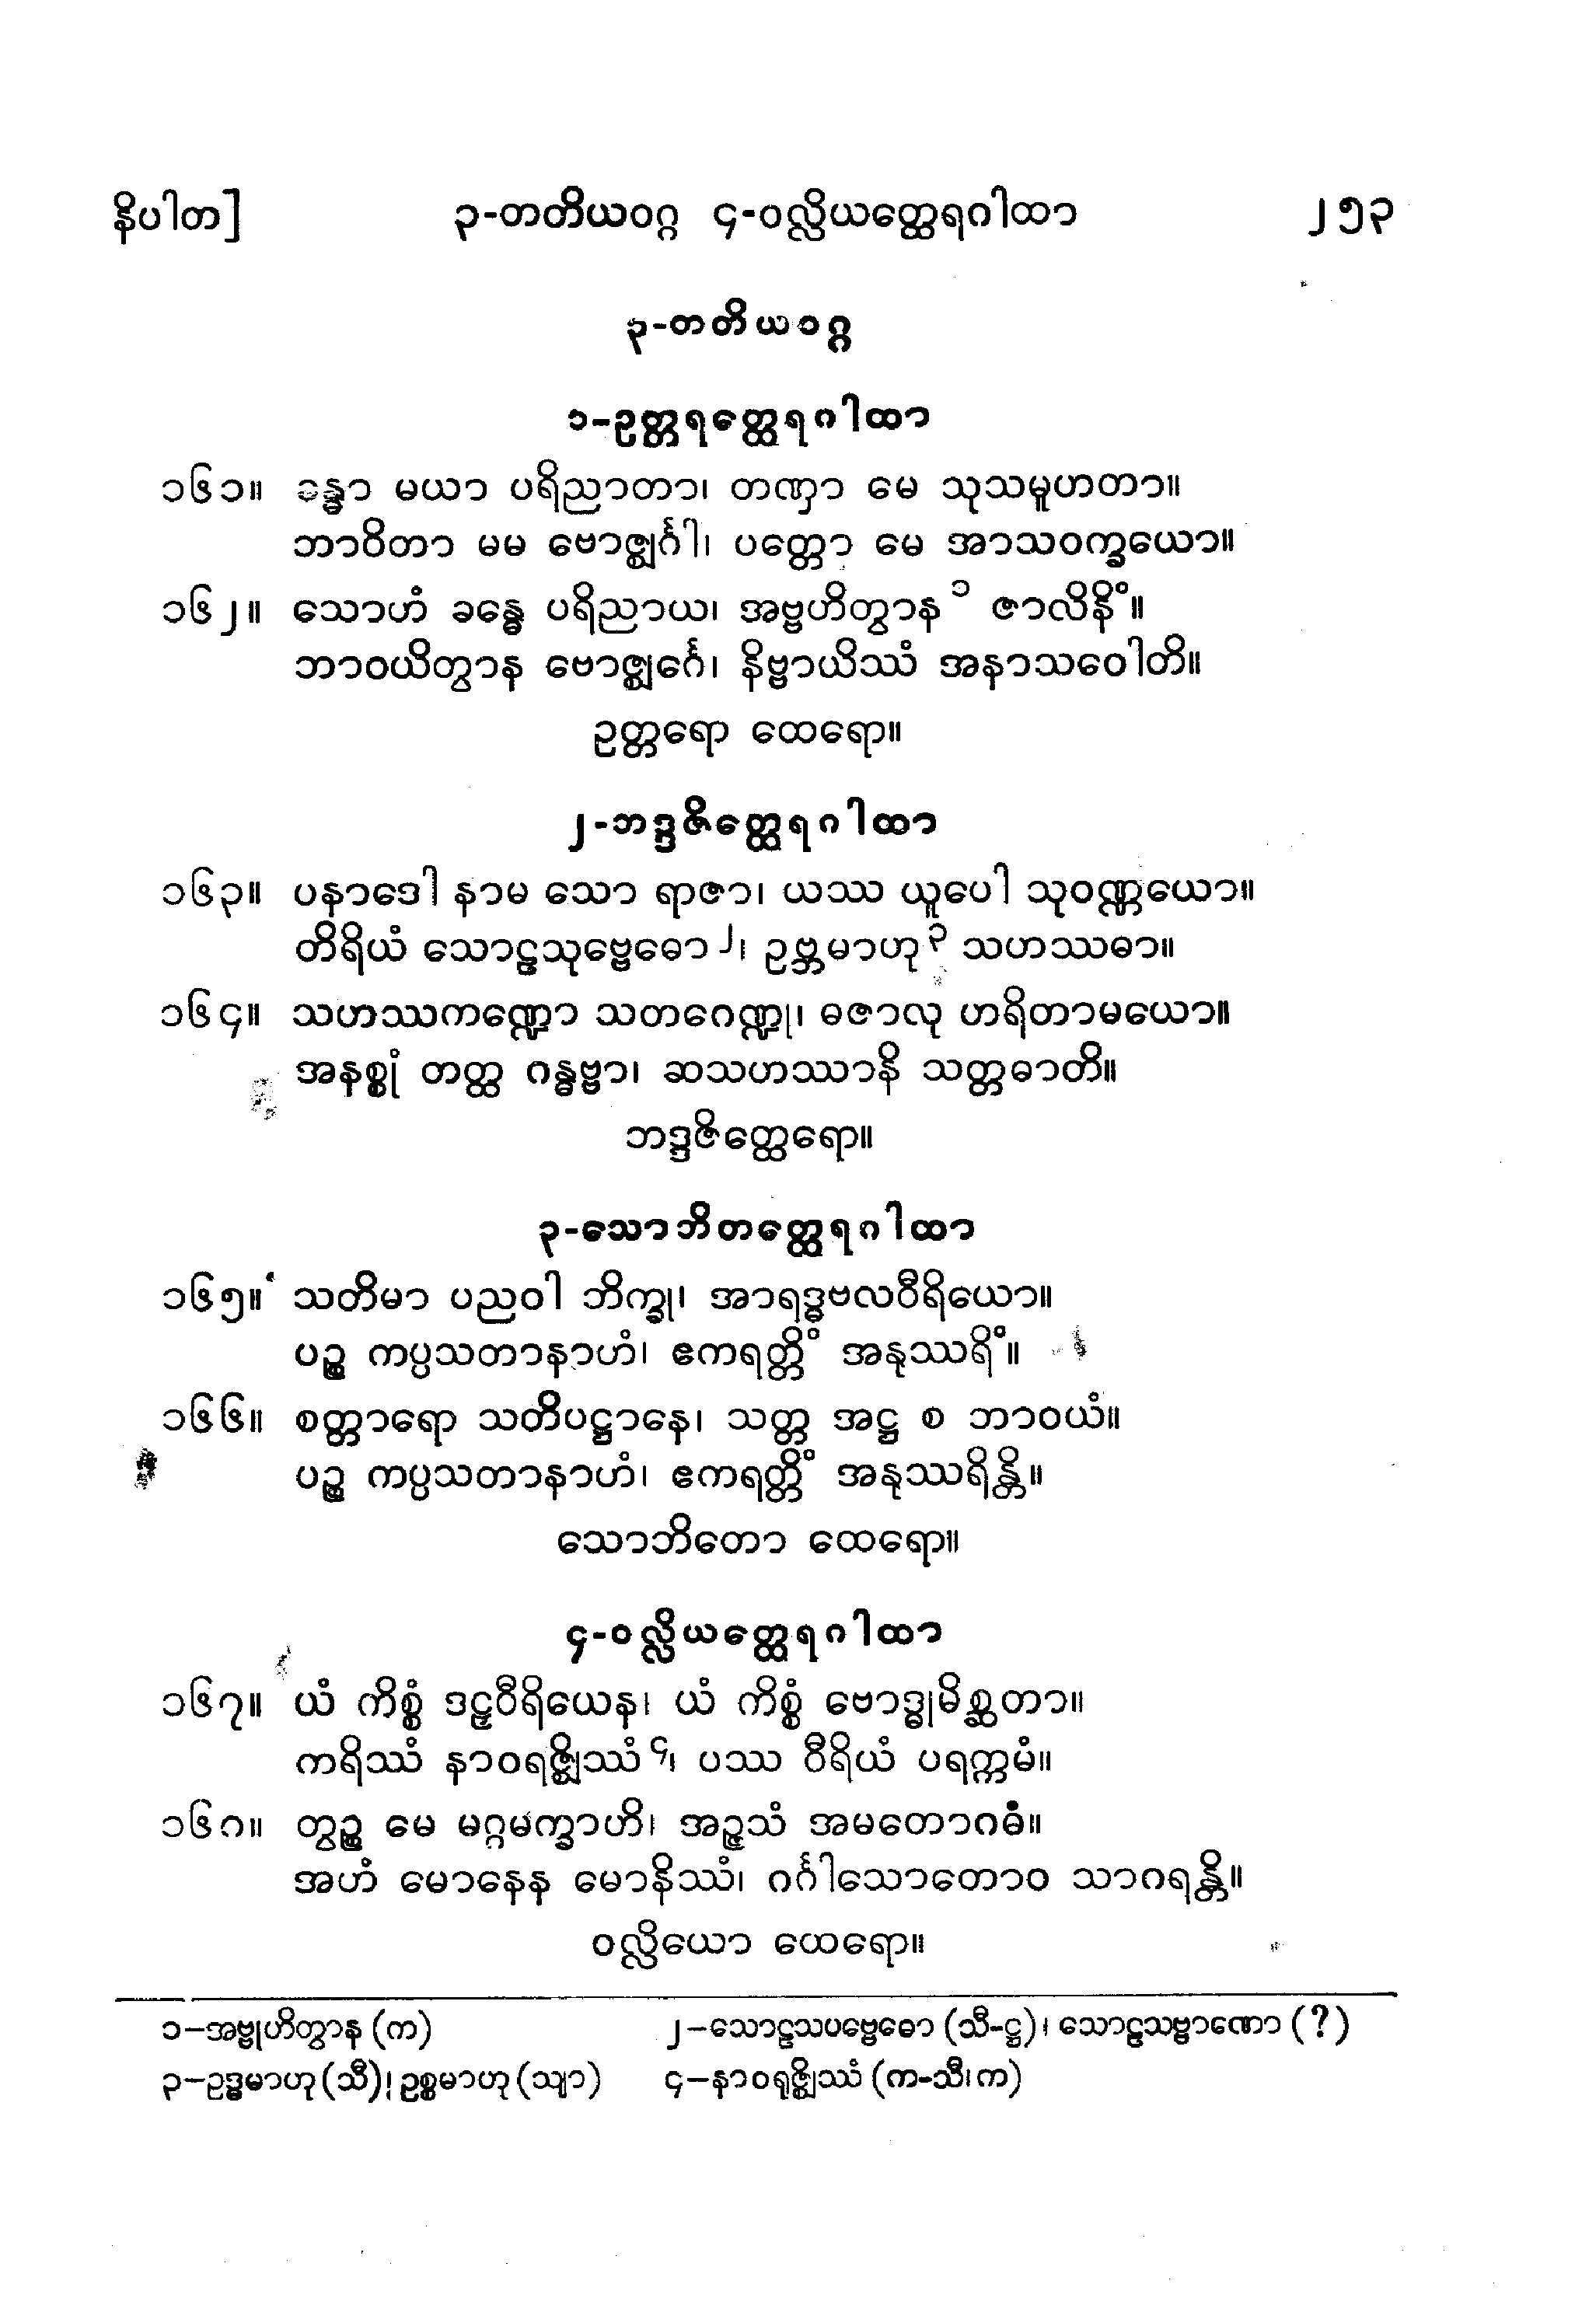 နိပါတ]	၃-တတိယဝဂ္ဂ ၄-ဝလ္လိယတ္ထေရဂါထာ	၂၅၃
၃-တတိယဝဂ္ဂ
၁-ဥတ္တရတ္ထေရဂါထာ
၁၆၁။ ခန္ဓာ မယာ ပရိညာတာ၊ တဏှာ မေ သုသမူဟတာ။
ဘာဝိတာ မမ ဗောဇ္ဈင်္ဂါ၊ ပတ္တော မေ အာသဝက္ခယော။
၁၆၂။ သောဟံ ခန္ဓေ ပရိညာယ၊ အဗ္ဗဟိတွာန ၁ ဇာလိနိံ။
ဘာဝယိတွာန ဗောဇ္ဈင်္ဂေ၊ နိဗ္ဗာယိဿံ အနာသဝေါတိ။
ဥတ္တရော ထေရော။
၂-ဘဒ္ဒဇိတ္ထေရဂါထာ
၁၆၃။ ပနာဒေါ နာမ သော ရာဇာ၊ ယဿ ယူပေါ သုဝဏ္ဏယော။
တိရိယံ သောဠသုဗ္ဗေဓော ၂၊ ဥဗ္ဘမာဟု ၃ သဟဿဓာ။
၁၆၄။ သဟဿကဏ္ဍော သတဂေဏ္ဍု၊ ဓဇာလု ဟရိတာမယော။
အနစ္စုံ တတ္ထ ဂန္ဓဗ္ဗာ၊ ဆသဟဿာနိ သတ္တဓာတိ။
ဘဒ္ဒဇိတ္ထေရော။
၃-သောဘိတတ္ထေရဂါထာ
၁၆၅။ သတိမာ ပညဝါ ဘိက္ခု၊ အာရဒ္ဓဗလဝီရိယော။
ပဉ္စ ကပ္ပသတာနာဟံ၊ ဧကရတ္တိံ အနုဿရိံ။
၁၆၆။ စတ္တာရော သတိပဋ္ဌာနေ၊ သတ္တ အဋ္ဌ စ ဘာဝယံ။
ပဉ္စ ကပ္ပသတာနာဟံ၊ ဧကရတ္တိံ အနုဿရိန္တိ။
သောဘိတော ထေရော။
၄-ဝလ္လိယတ္ထေရဂါထာ
၁၆၇။ ယံ ကိစ္စံ ဒဠှဝီရိယေန၊ ယံ ကိစ္စံ ဗောဒ္ဓုမိစ္ဆတာ။
ကရိဿံ နာဝရဇ္ဈိဿံ ၄၊ ပဿ ဝီရိယံ ပရက္ကမံ။
၁၆၈။ တွဉ္စ မေ မဂ္ဂမက္ခာဟိ၊ အဉ္ဇသံ အမတောဂဓံ။
အဟံ မောနေန မောနိဿံ၊ ဂင်္ဂါသောတောဝ သာဂရန္တိ။
ဝလ္လိယော ထေရော။
၁–အဗ္ဗုဟိတွာန (က)	၂–သောဠသပဗ္ဗေဓော (သီ-ဋ္ဌ)၊ သောဠသဗ္ဗာဏော (?)
၃–ဥဒ္ဓမာဟု (သီ)၊ ဥစ္စမာဟု (သျာ)	၄–နာဝရုဇ္ဈိဿံ (က-သီ၊ က)